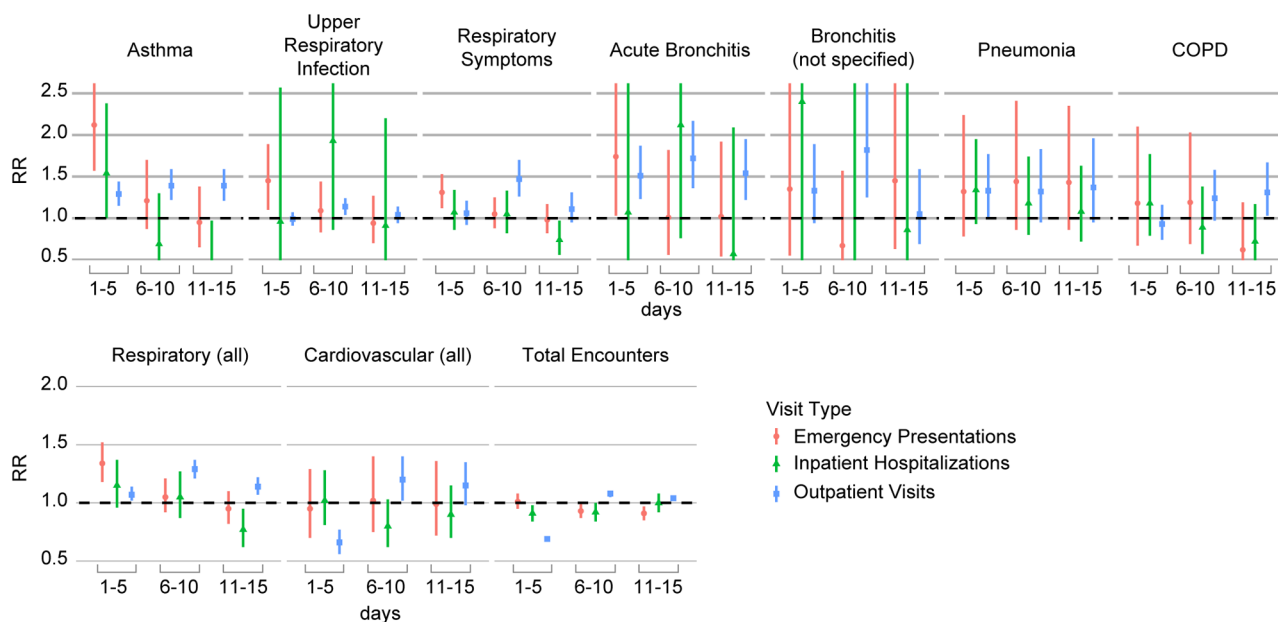 Asthma
Upper
Respiratory
Infection
Respiratory
Symptoms
Acute Bronchitis
Bronchitis
(not specified)
Pneumonia
COPD
RR
2.5
2.0
1.5
1.0
0.5
1-5 6-10 11-15 1-5 6-10 11-15 1-5 6-10 11-15 1-5 6-10 11-15 1-5 6-10 11-15 1-5 6-10 11-15 1-5 6-10 11-15
days
Respiratory (all) Cardiovascular (all) Total Encounters
RR
2.0
1.5
1.0
0.5
1-5 6-10 11-15 1-5 6-10 11-15 1-5 6-10 11-15
days
Visit Type
Emergency Presentations
Inpatient Hospitalizations
Outpatient Visits